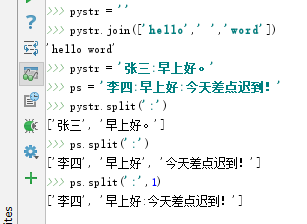 >>> pystr = ''
>>> pystr.join(['hello',' ','word'])
'hello word'
>>> pystr = '张三:早上好。'
>>> ps = '李四:早上好:今天差点迟到！'
>>> pystr.split(':')
['张三', '早上好。']
>>> ps.split(':')
['李四', '早上好', '今天差点迟到！']
>>> ps.split(':',1)
['李四', '早上好:今天差点迟到！']